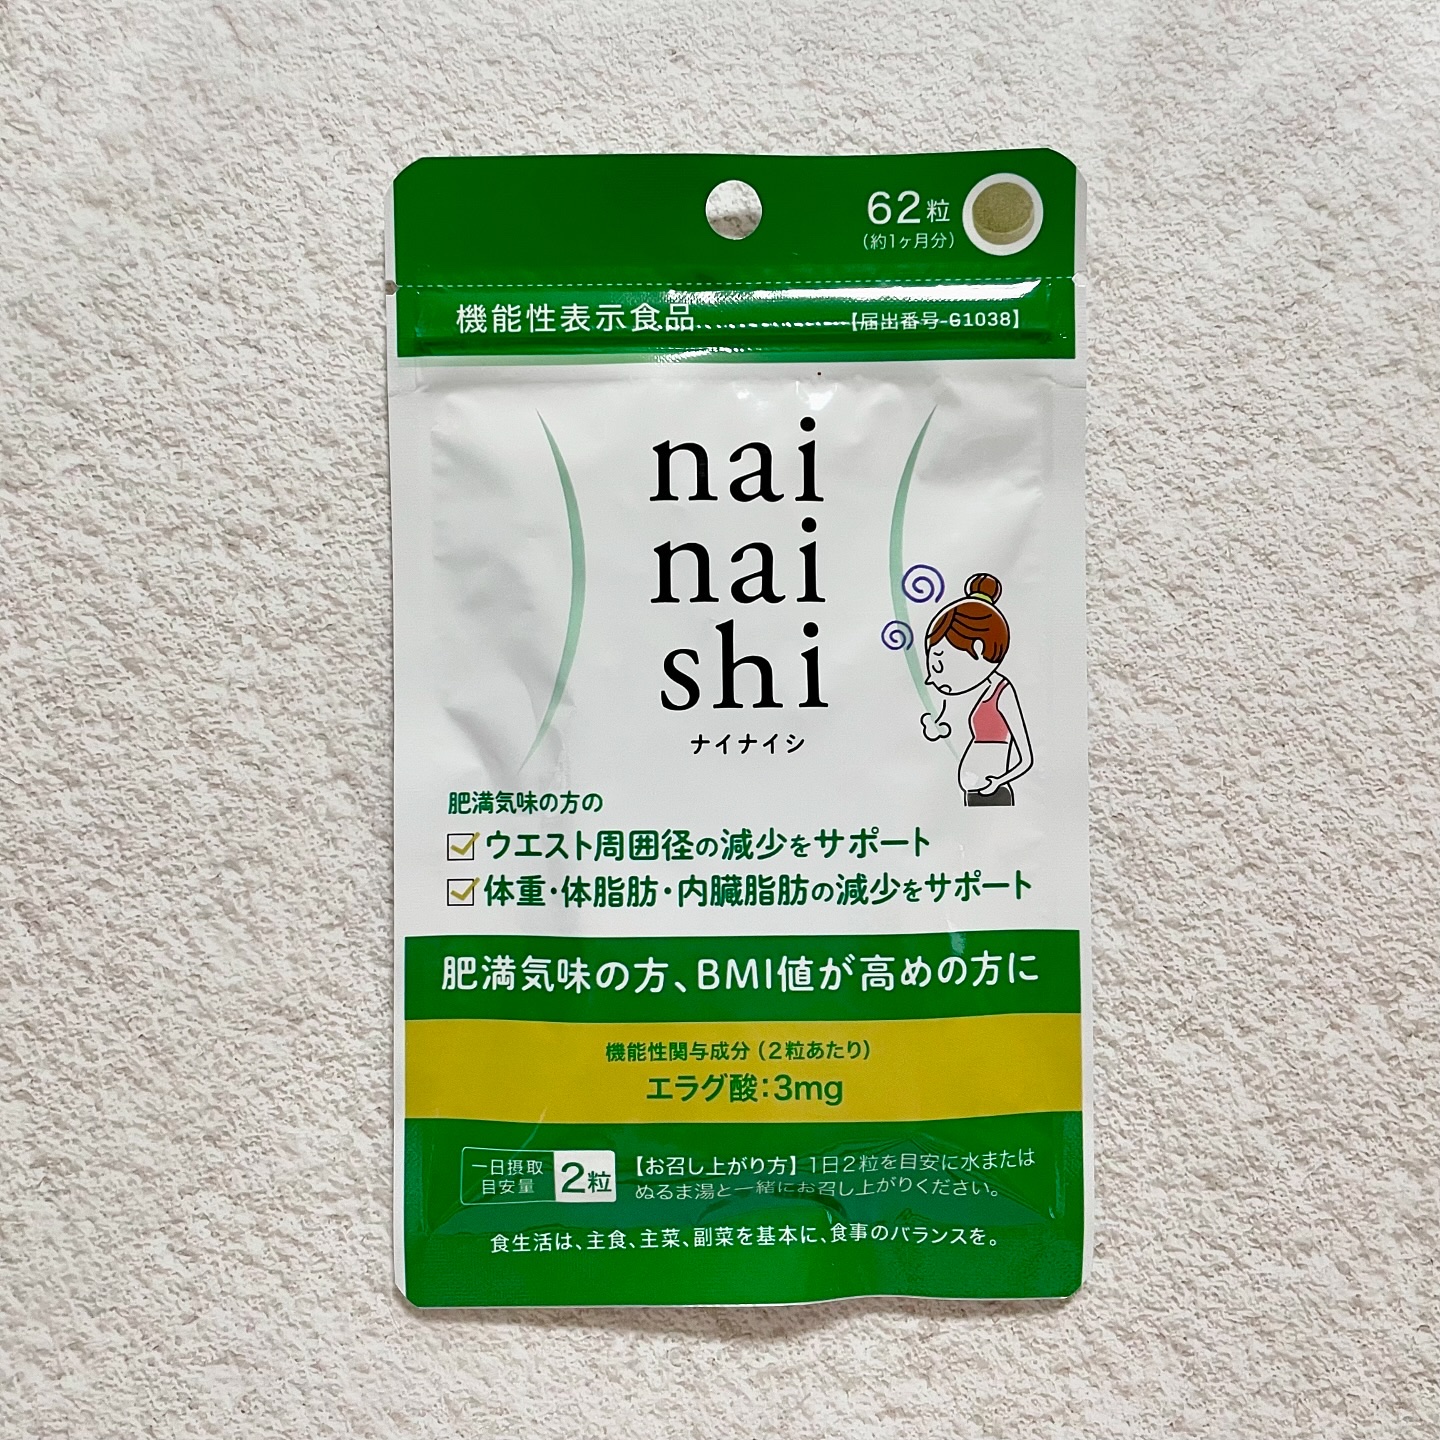 62粒
(約1ヶ月分)
機能性表示食品
【届出番号-G1038】
nai
nai
shi
ナイナイシ
肥満気味の方の
ウエスト周囲径の減少をサポート
体重・体脂肪・内臓脂肪の減少をサポート
肥満気味の方、BMI値が高めの方に
機能性関与成分(2粒あたり)
エラグ酸:3mg
一日摂取
目安量
2粒
【お召し上がり方】1日2粒を目安に水または
ぬるま湯と一緒にお召し上がりください。
食生活は、主食、主菜、副菜を基本に、食事のバランスを。